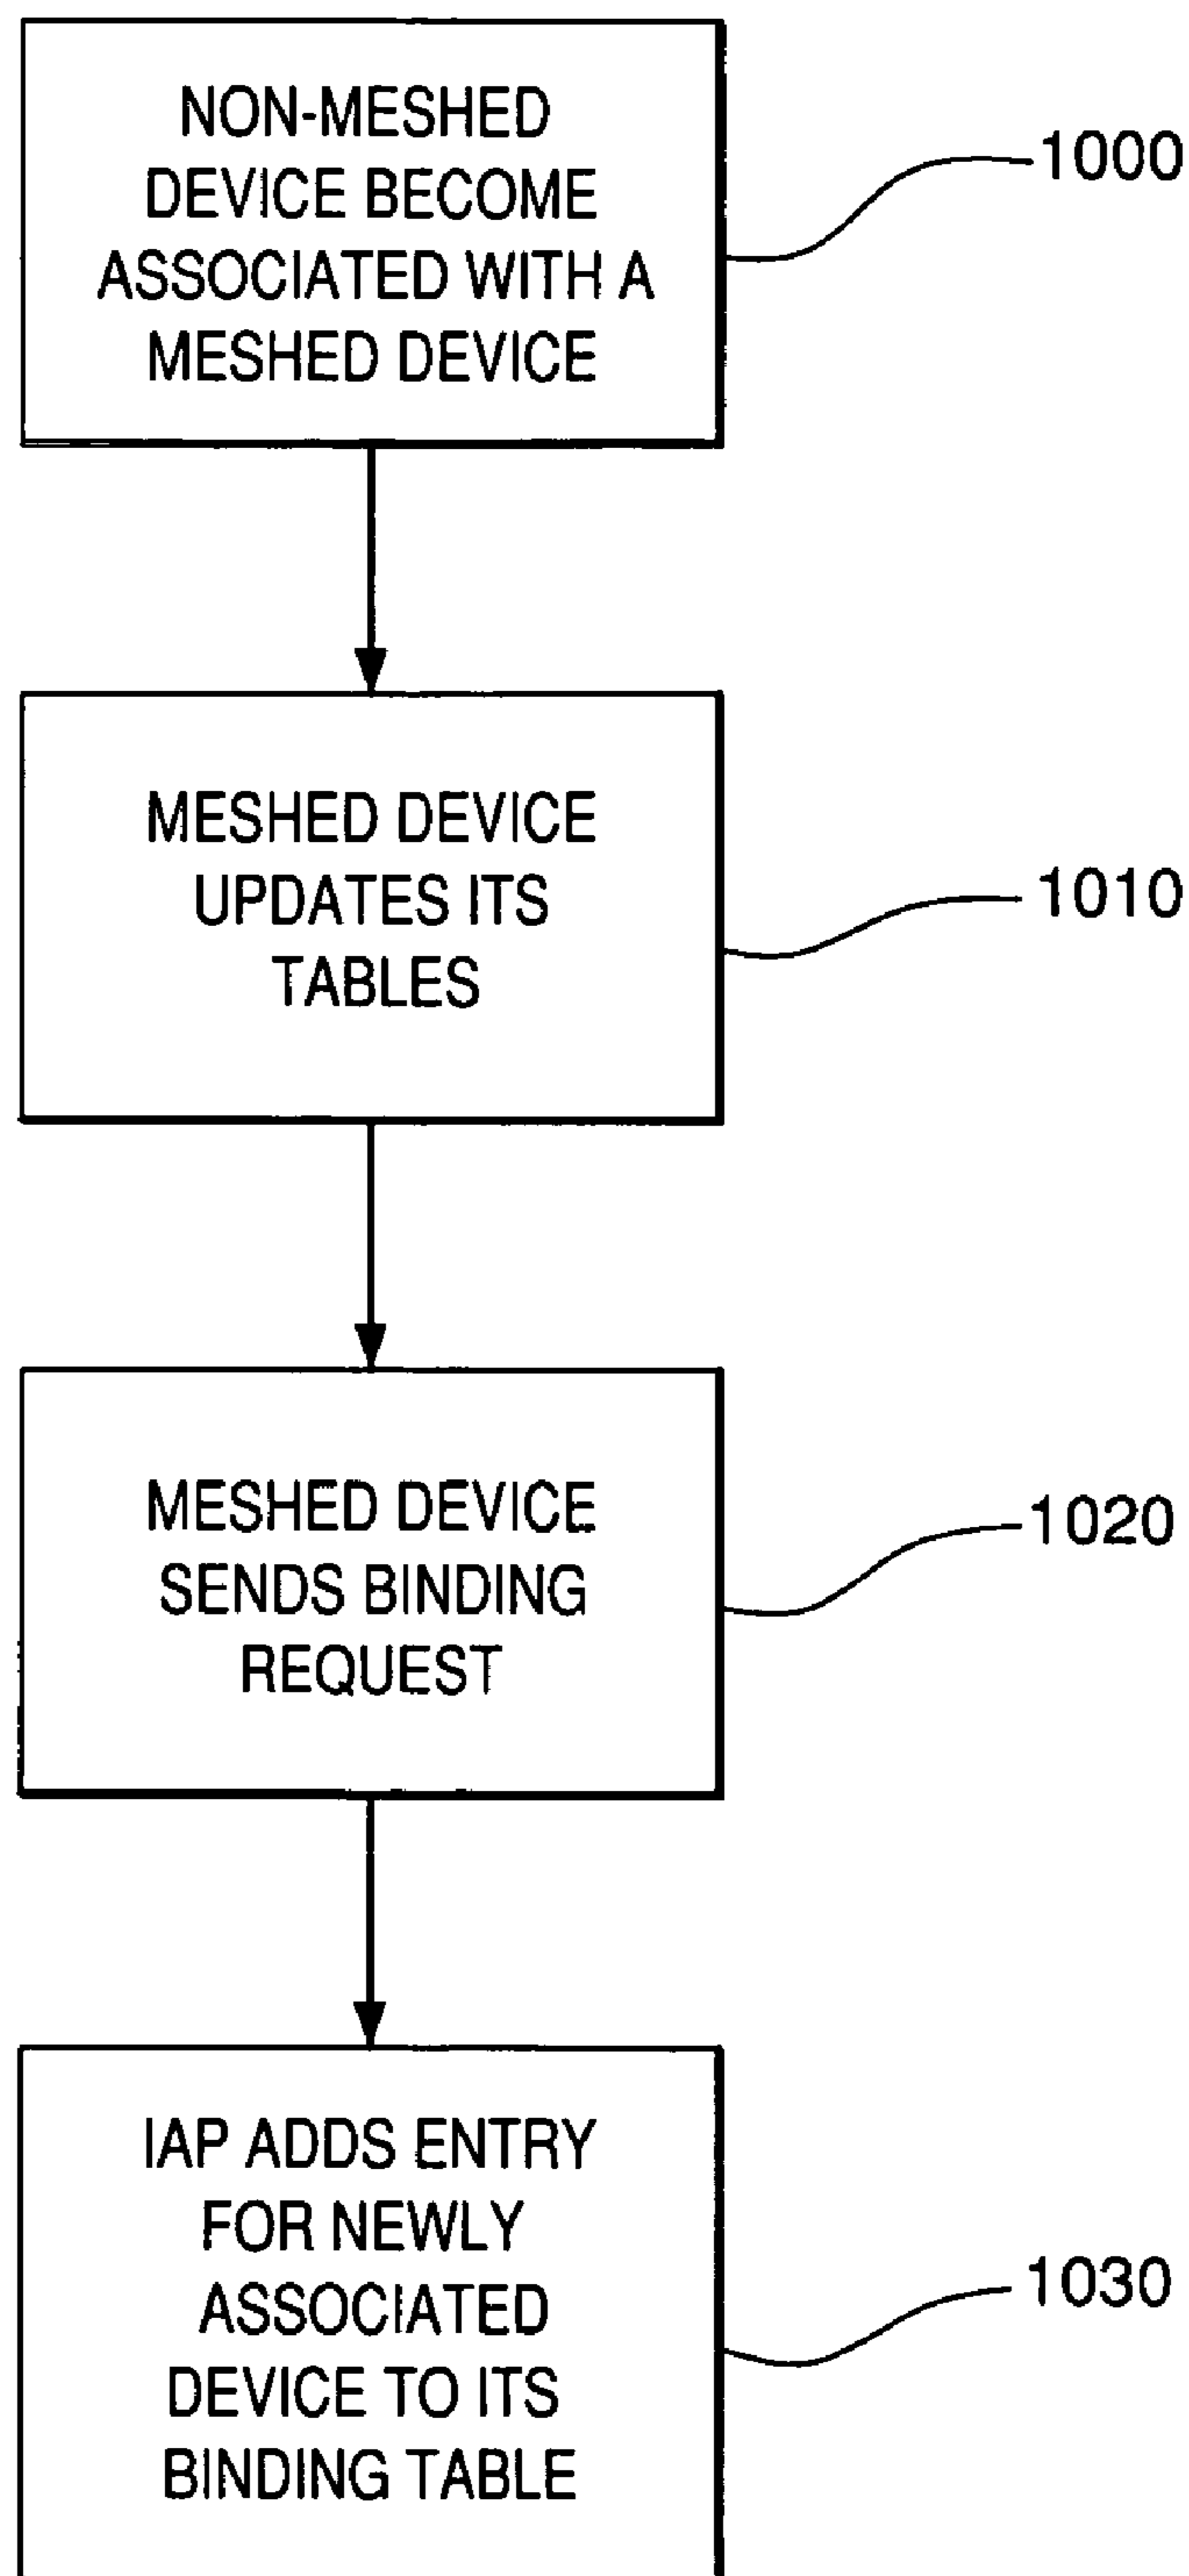 NON-MESHED
DEVICE BECOME
ASSOCIATED WITH A
MESHED DEVICE
1000
MESHED DEVICE
UPDATES ITS
TABLES
1010
MESHED DEVICE
SENDS BINDING
REQUEST
1020
IAP ADDS ENTRY
FOR NEWLY
ASSOCIATED
DEVICE TO ITS
BINDING TABLE
1030